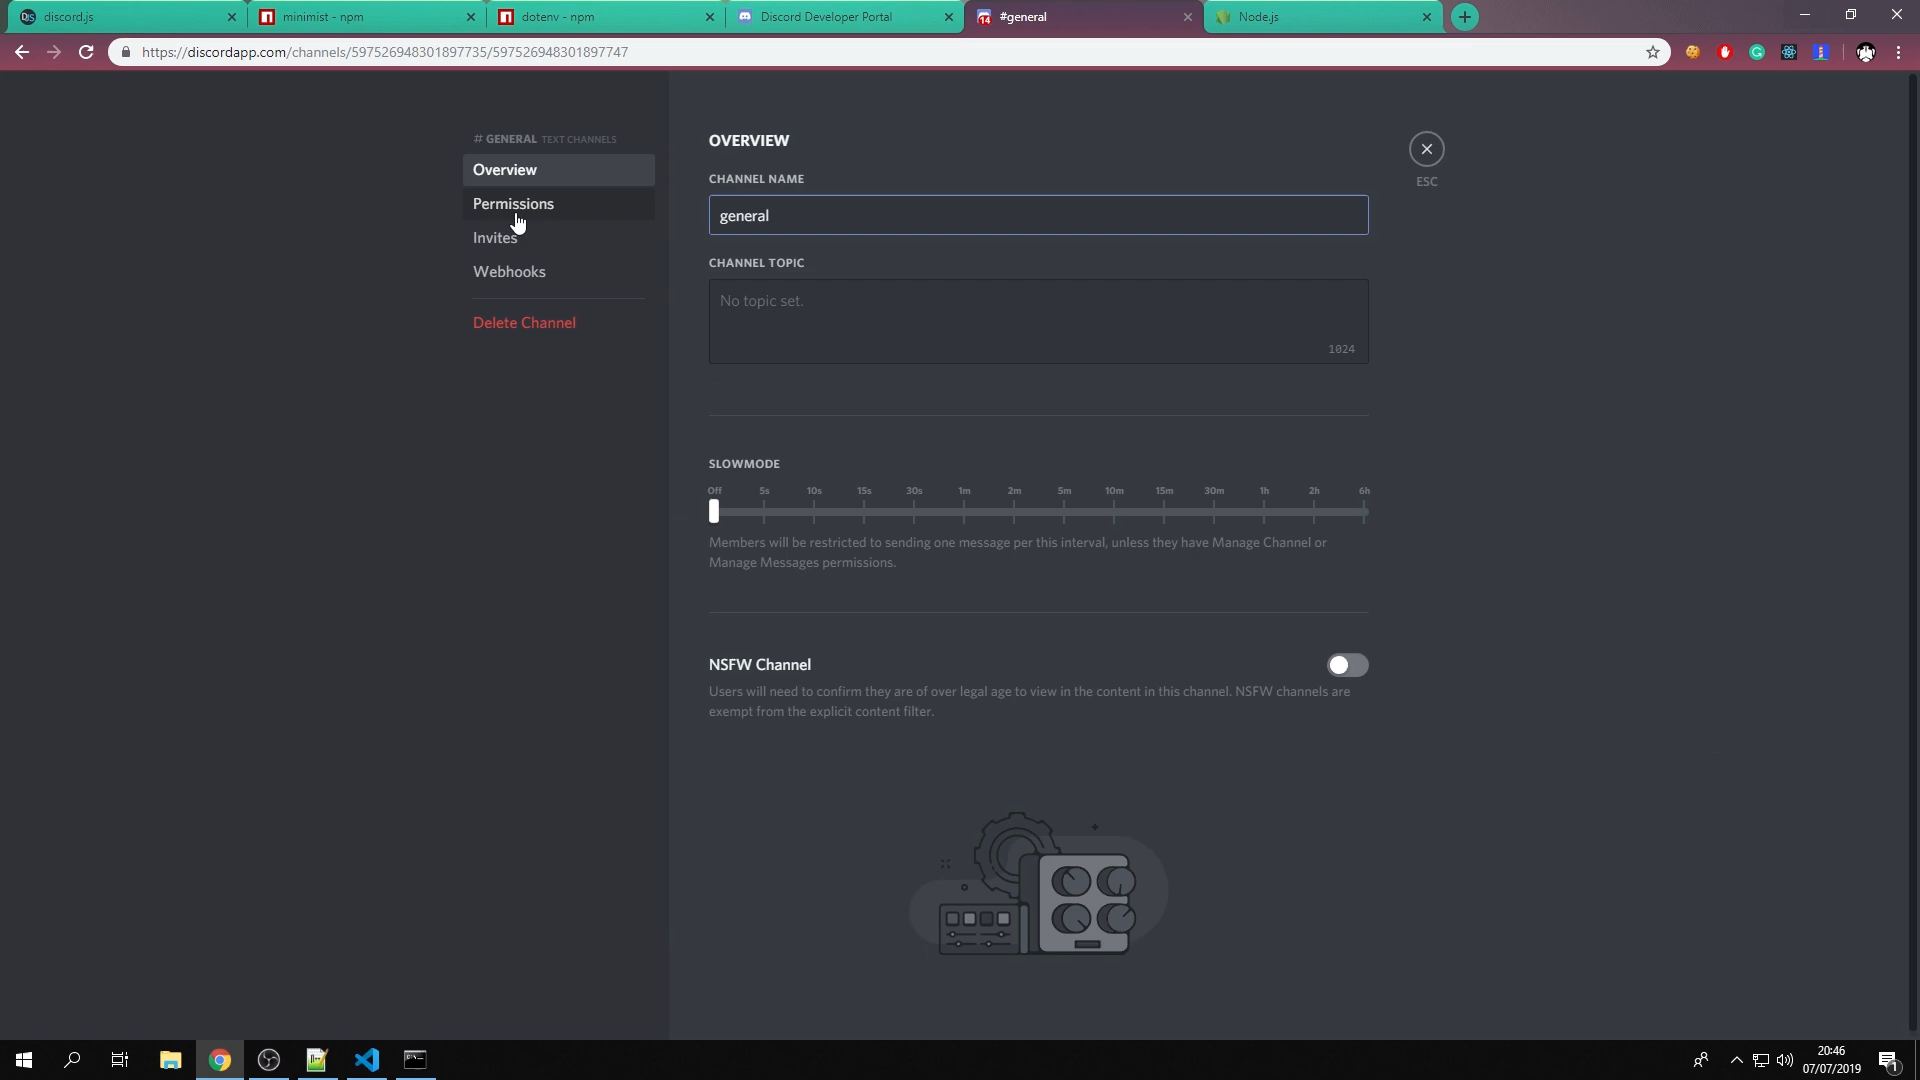 discord.js
minimist - npm
dotenv - npm
Discord Developer Portal
#general
Node.js
https://discordapp.com/channels/597526948301897735/597526948301897747
# GENERAL TEXT CHANNELS
Overview
Permissions
Invites
Webhooks
Delete Channel
OVERVIEW
CHANNEL NAME
general
CHANNEL TOPIC
No topic set.
1024
ESC
SLOWMODE
Off 5s 10s 15s 30s 1m 2m 5m 10m 15m 30m 1h 2h 6h
Members will be restricted to sending one message per this interval, unless they have Manage Channel or
Manage Messages permissions.
NSFW Channel
Users will need to confirm they are of over legal age to view in the content in this channel. NSFW channels are
exempt from the explicit content filter.
20:46
07/07/2019
1